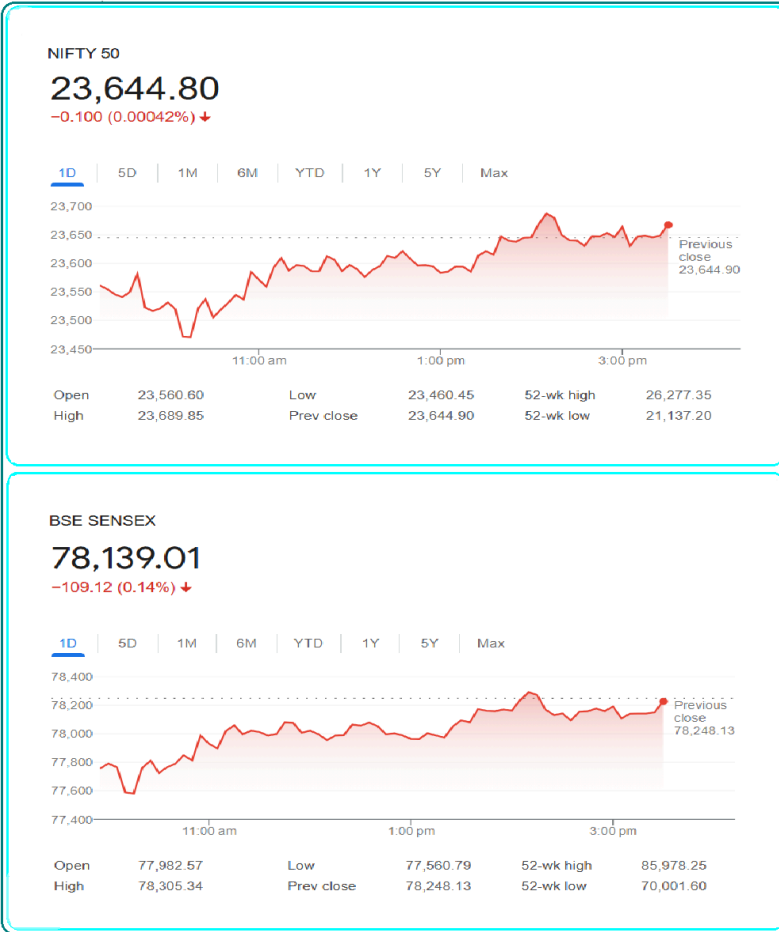 NIFTY 50
23,644.80
−0.100 (0.00042%) ↓
1D 5D 1M 6M YTD 1Y 5Y Max
23,700
23,650
23,600
23,550
23,500
23,450
Previous
close
23,644.90
11:00 am 1:00 pm 3:00 pm
Open 23,560.60 Low 23,460.45 52-wk high 26,277.35
High 23,689.85 Prev close 23,644.90 52-wk low 21,137.20
BSE SENSEX
78,139.01
−109.12 (0.14%) ↓
1D 5D 1M 6M YTD 1Y 5Y Max
78,400
78,200
78,000
77,800
77,600
77,400
Previous
close
78,248.13
11:00 am 1:00 pm 3:00 pm
Open 77,982.57 Low 77,560.79 52-wk high 85,978.25
High 78,305.34 Prev close 78,248.13 52-wk low 70,001.60